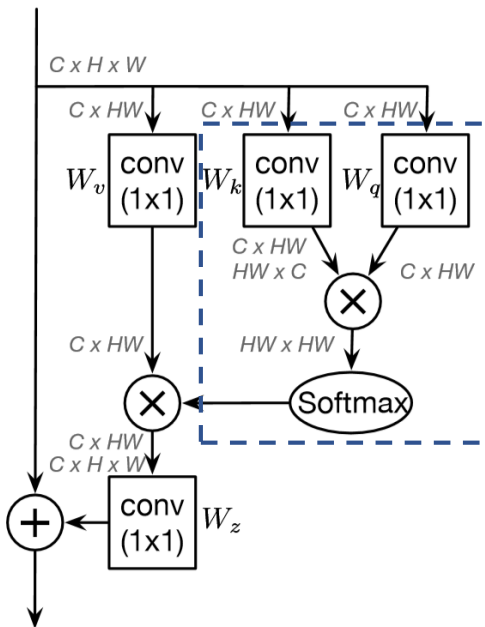 C x H x W
C x HW
C x HW
C x HW
W_v
conv
(1x1)
W_k
conv
(1x1)
W_q
conv
(1x1)
C x HW
HW x C
C x HW
HW x HW
C x HW
Softmax
C x HW
C x H x W
conv
(1x1)
W_z